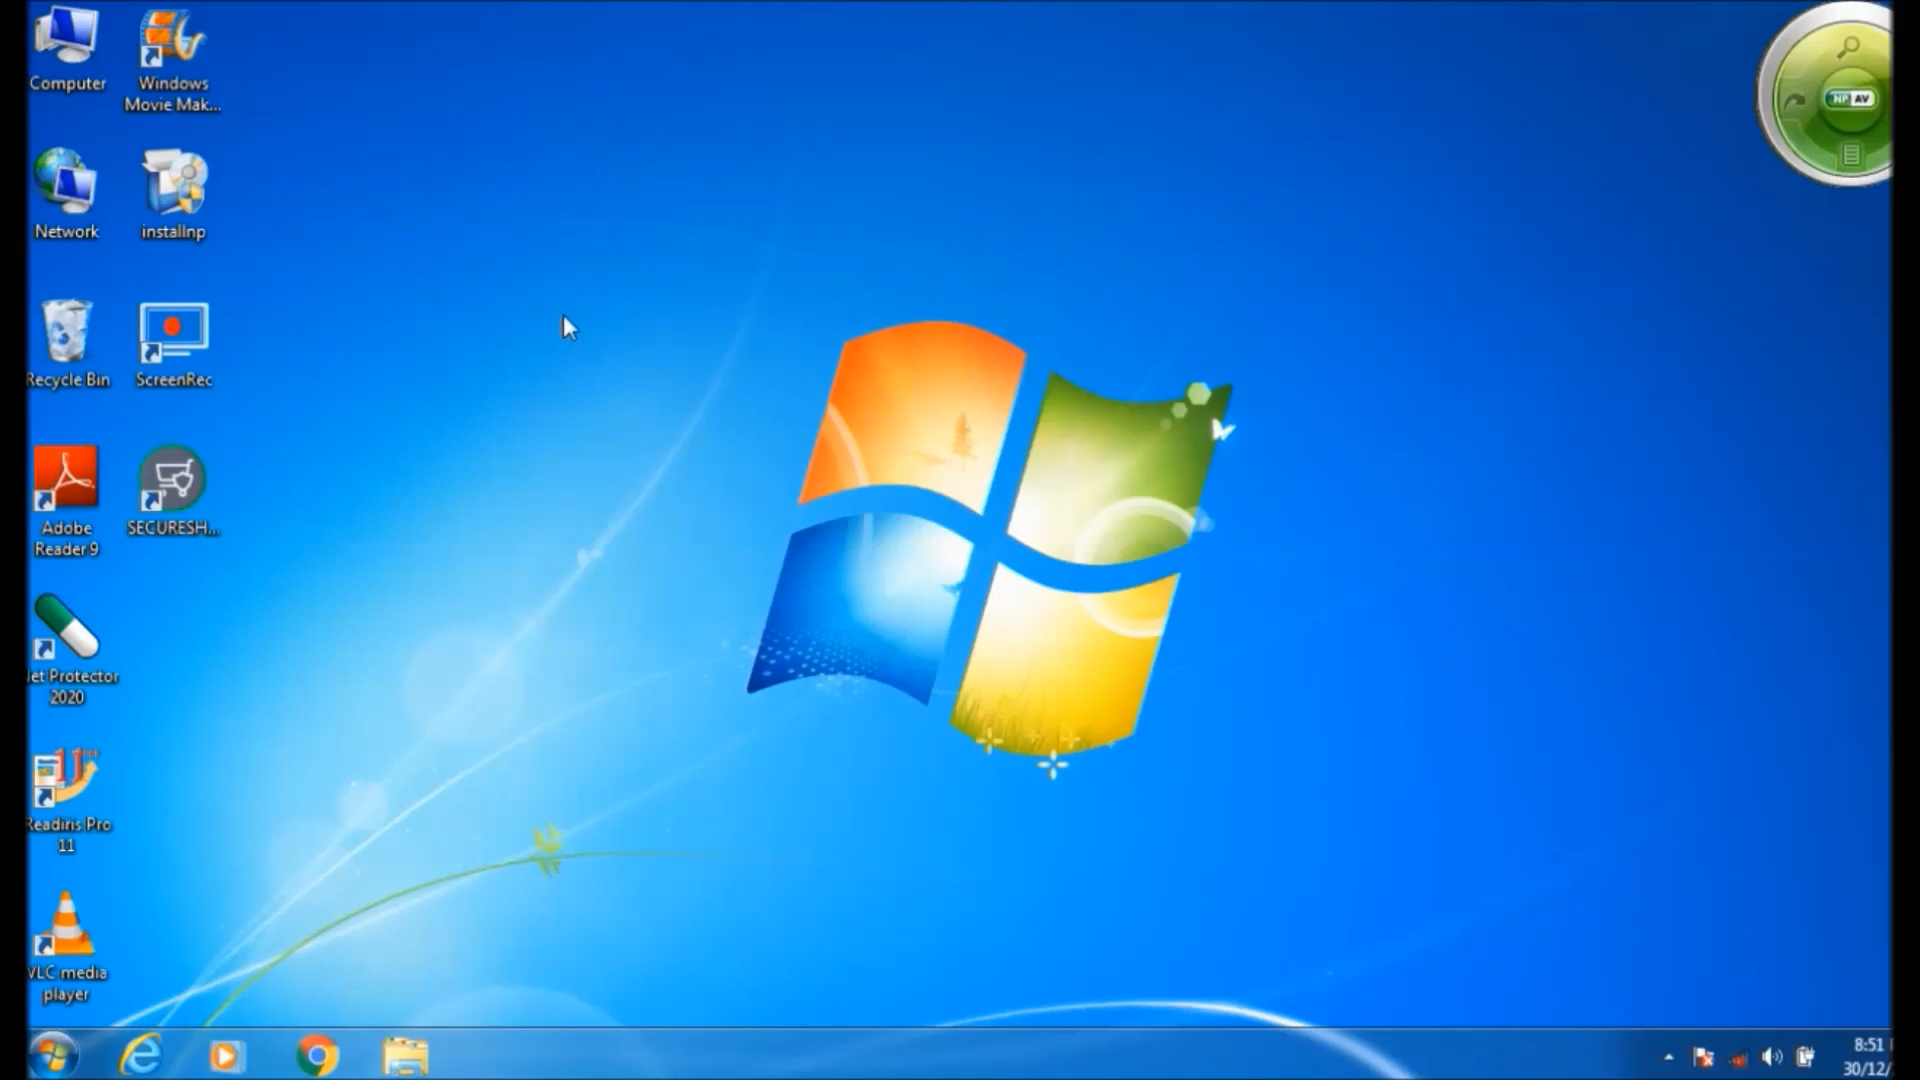 Computer
Windows
Movie Mak...
Network
installnp
Recycle Bin
ScreenRec
Adobe
Reader 9
SECURESH...
et Protector
2020
Readiris Pro
11
VLC media
player
NP AV
8:51
30/12/